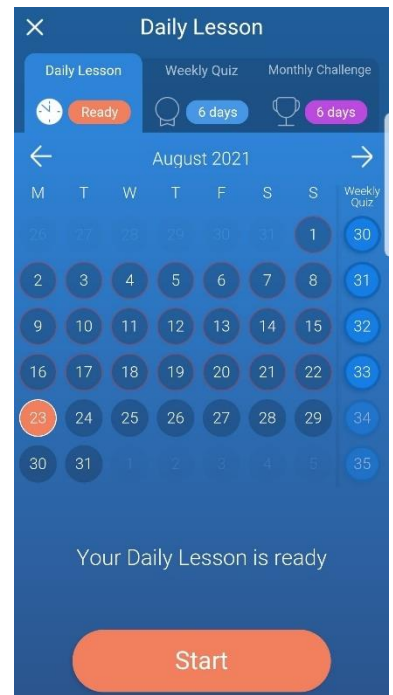 Daily Lesson
Daily Lesson Weekly Quiz Monthly Challenge
Ready 6 days 6 days
August 2021
M T W T F S S Weekly Quiz
26 27 28 29 30 31 1 30
2 3 4 5 6 7 8 31
9 10 11 12 13 14 15 32
16 17 18 19 20 21 22 33
23 24 25 26 27 28 29 34
30 31 1 2 3 4 5 35
Your Daily Lesson is ready
Start